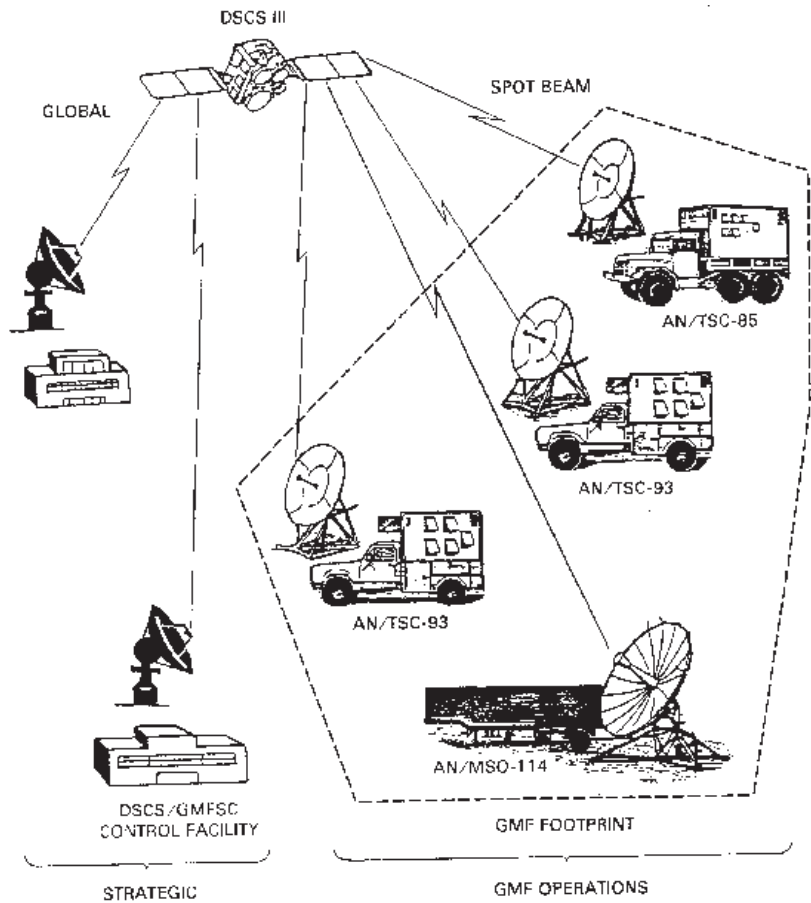 DSCS III
GLOBAL
SPOT BEAM
AN/TSC-85
AN/TSC-93
AN/TSC-93
AN/MSQ-114
DSCS/GMFSC
CONTROL FACILITY
GMF FOOTPRINT
STRATEGIC
GMF OPERATIONS